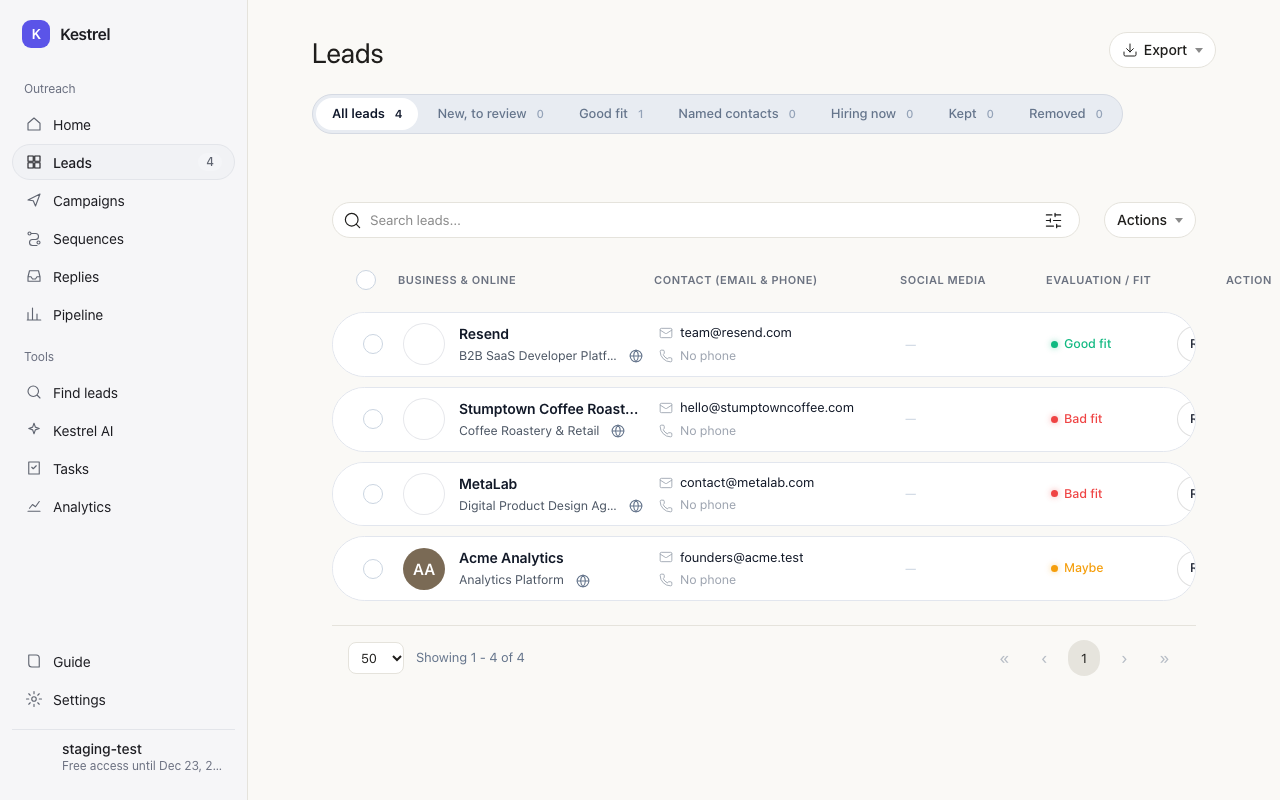 K Kestrel
Outreach
Home
Leads 4
Campaigns
Sequences
Replies
Pipeline
Tools
Find leads
Kestrel AI
Tasks
Analytics
Guide
Settings
staging-test
Free access until Dec 23, 2...
Leads
Export
All leads 4 New, to review 0 Good fit 1 Named contacts 0 Hiring now 0 Kept 0 Removed 0
Search leads...
Actions
BUSINESS & ONLINE CONTACT (EMAIL & PHONE) SOCIAL MEDIA EVALUATION / FIT ACTION
Resend
B2B SaaS Developer Platf...
team@resend.com
No phone
—
Good fit
Stumptown Coffee Roast...
Coffee Roastery & Retail
hello@stumptowncoffee.com
No phone
—
Bad fit
MetaLab
Digital Product Design Ag...
contact@metalab.com
No phone
—
Bad fit
AA
Acme Analytics
Analytics Platform
founders@acme.test
No phone
—
Maybe
50 Showing 1 - 4 of 4
« ‹ 1 › »